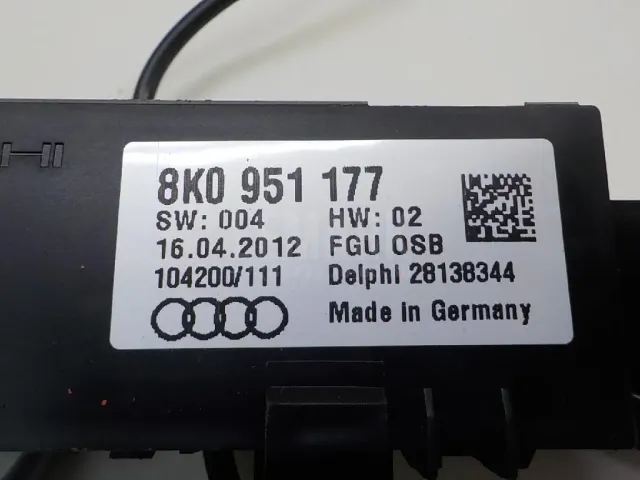 8K0 951 177
SW: 004 HW: 02
16.04.2012 FGU OSB
104200/111 Delphi 28138344
Made in Germany